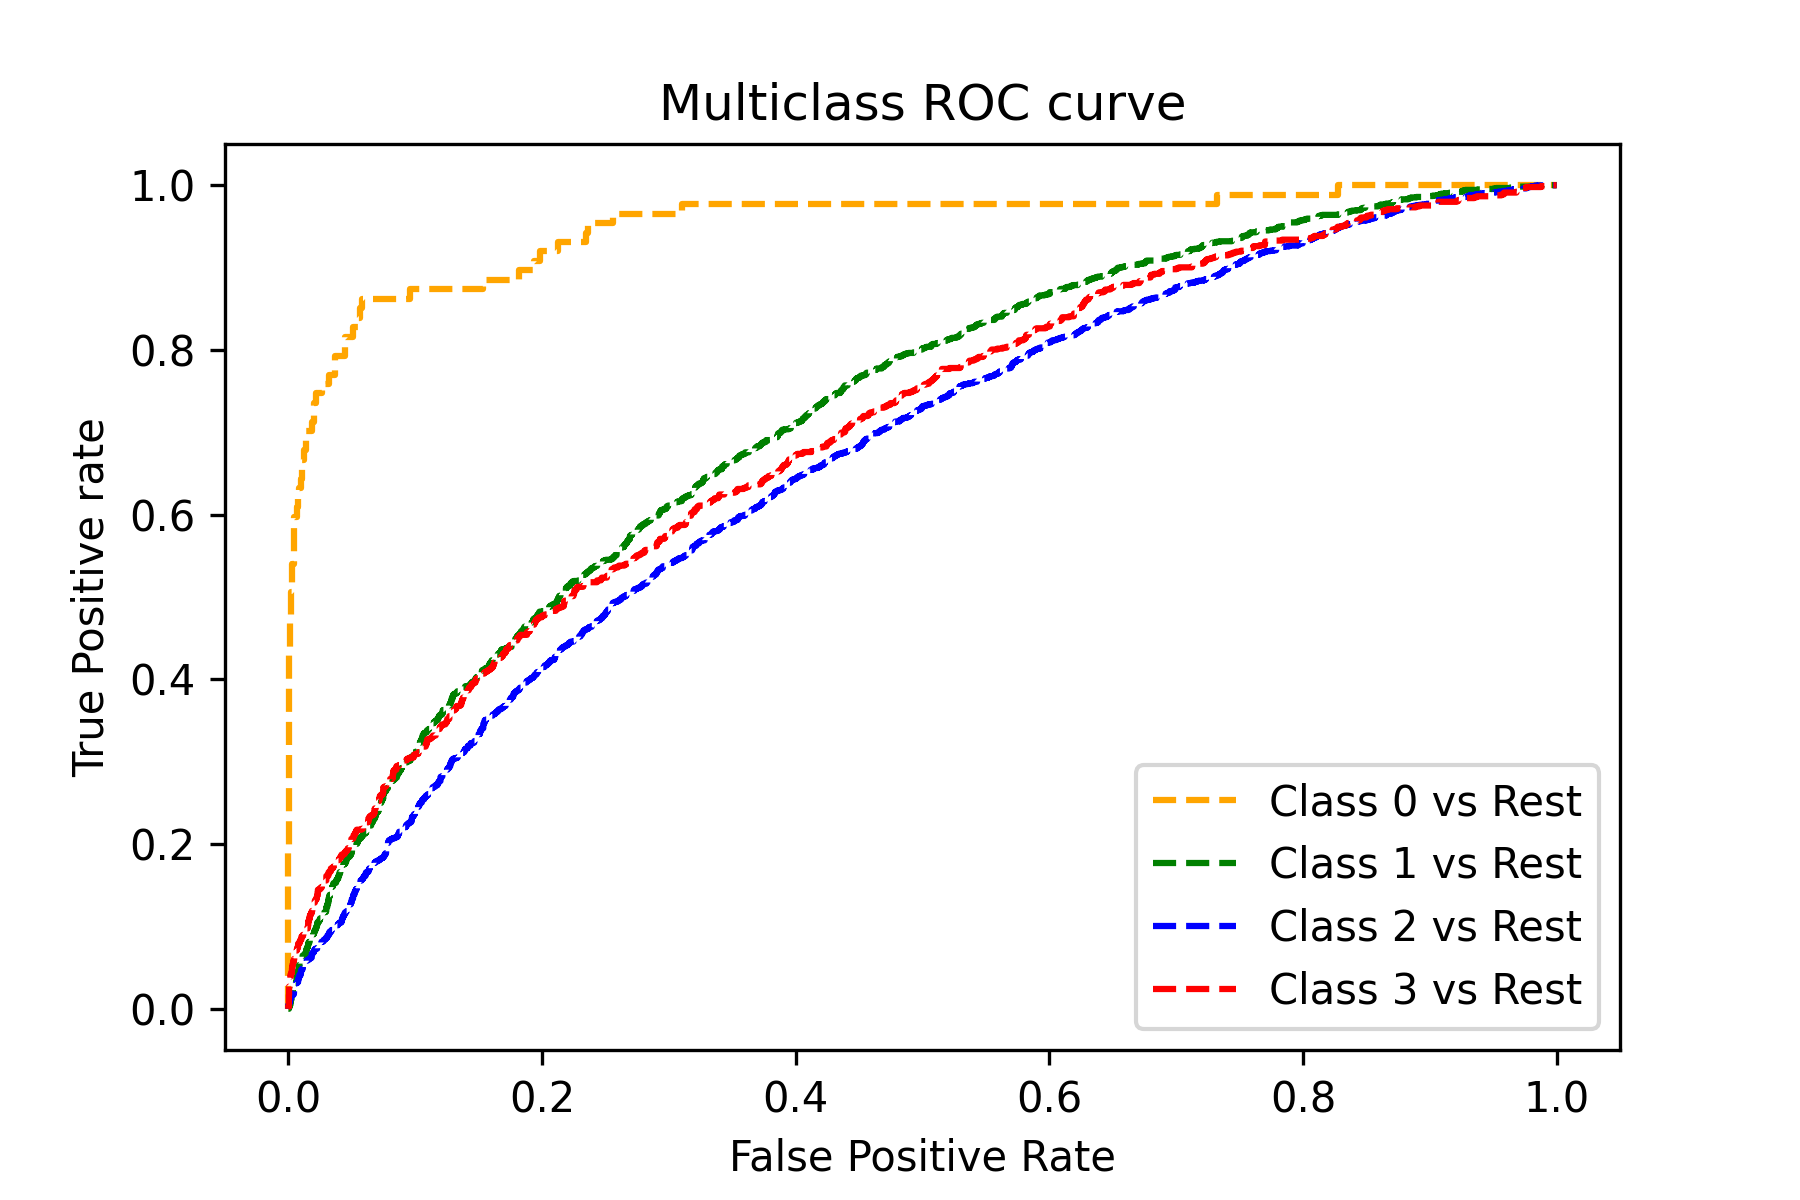 Multiclass ROC curve
1.0
0.8
0.6
0.4
0.2
0.0
True Positive rate
Class 0 vs Rest
Class 1 vs Rest
Class 2 vs Rest
Class 3 vs Rest
0.0 0.2 0.4 0.6 0.8 1.0
False Positive Rate